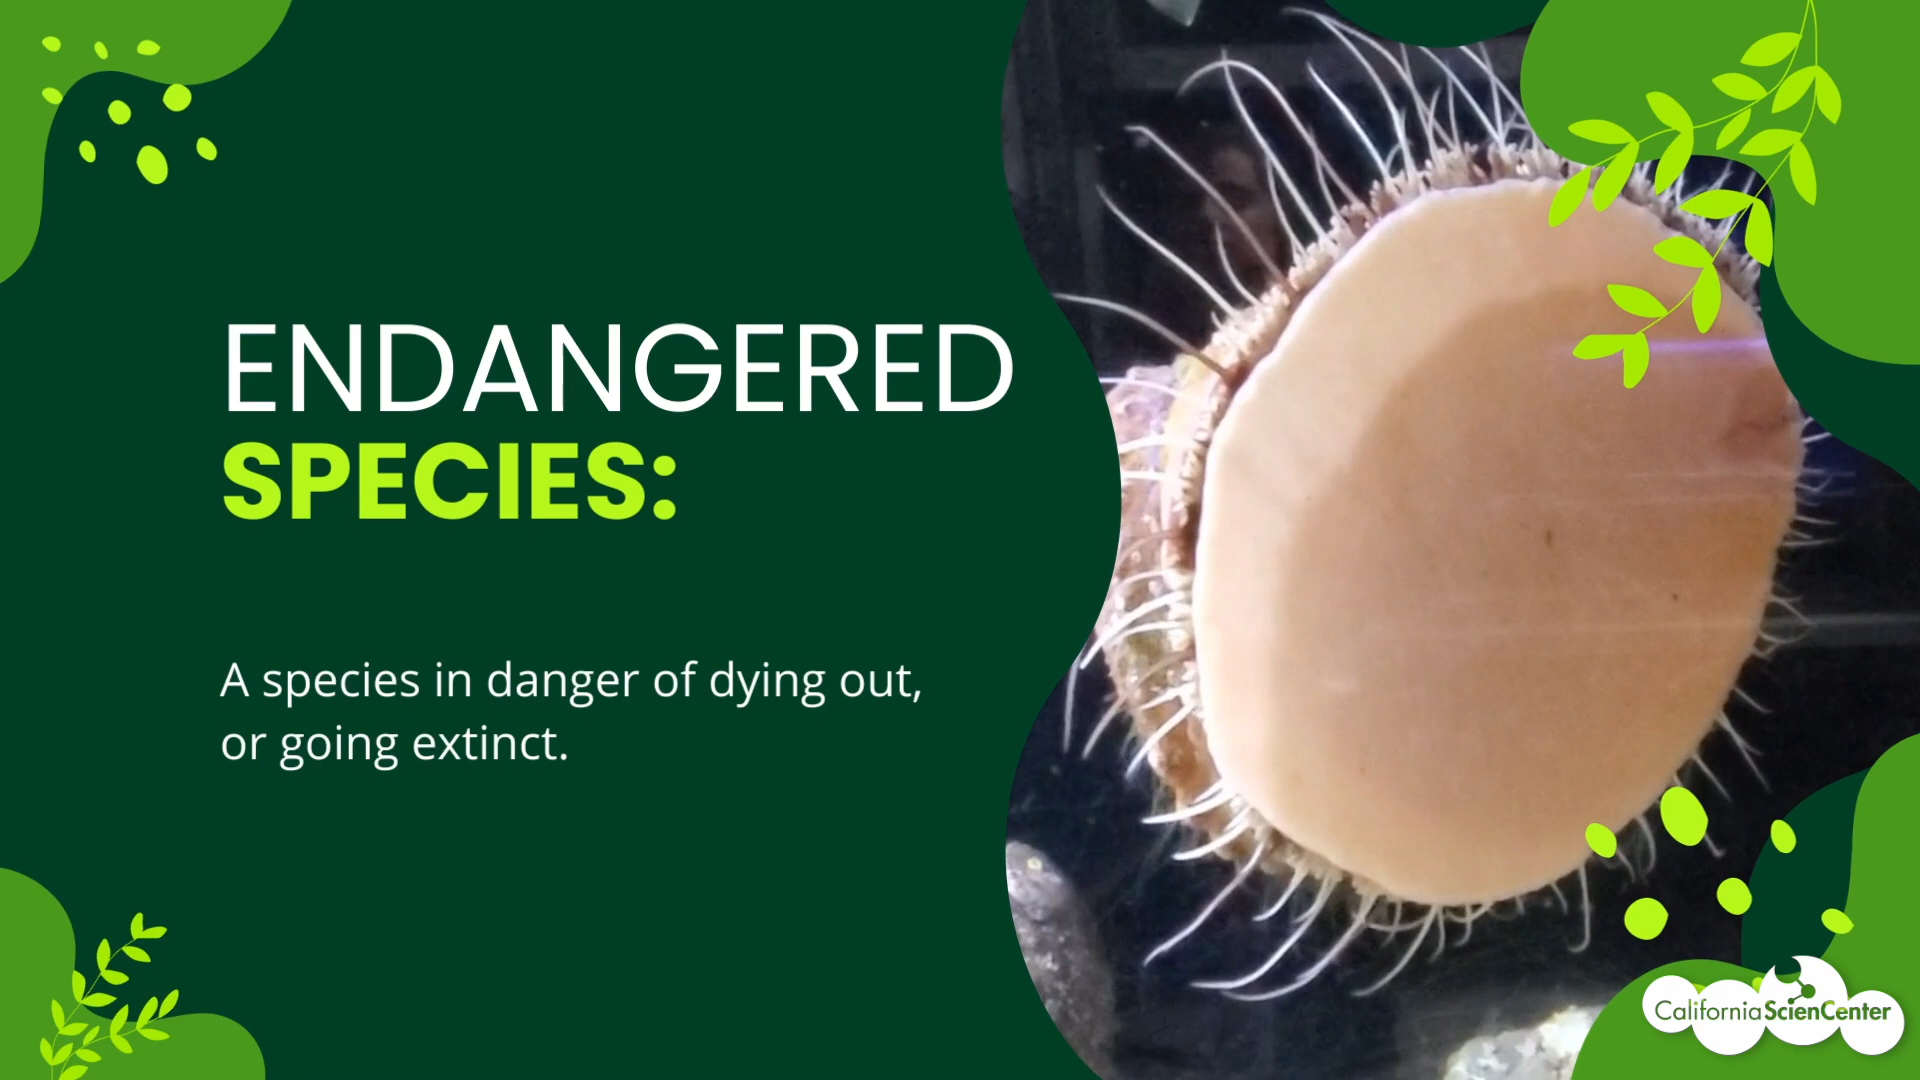 ENDANGERED
SPECIES:
A species in danger of dying out,
or going extinct.
California ScienCenter